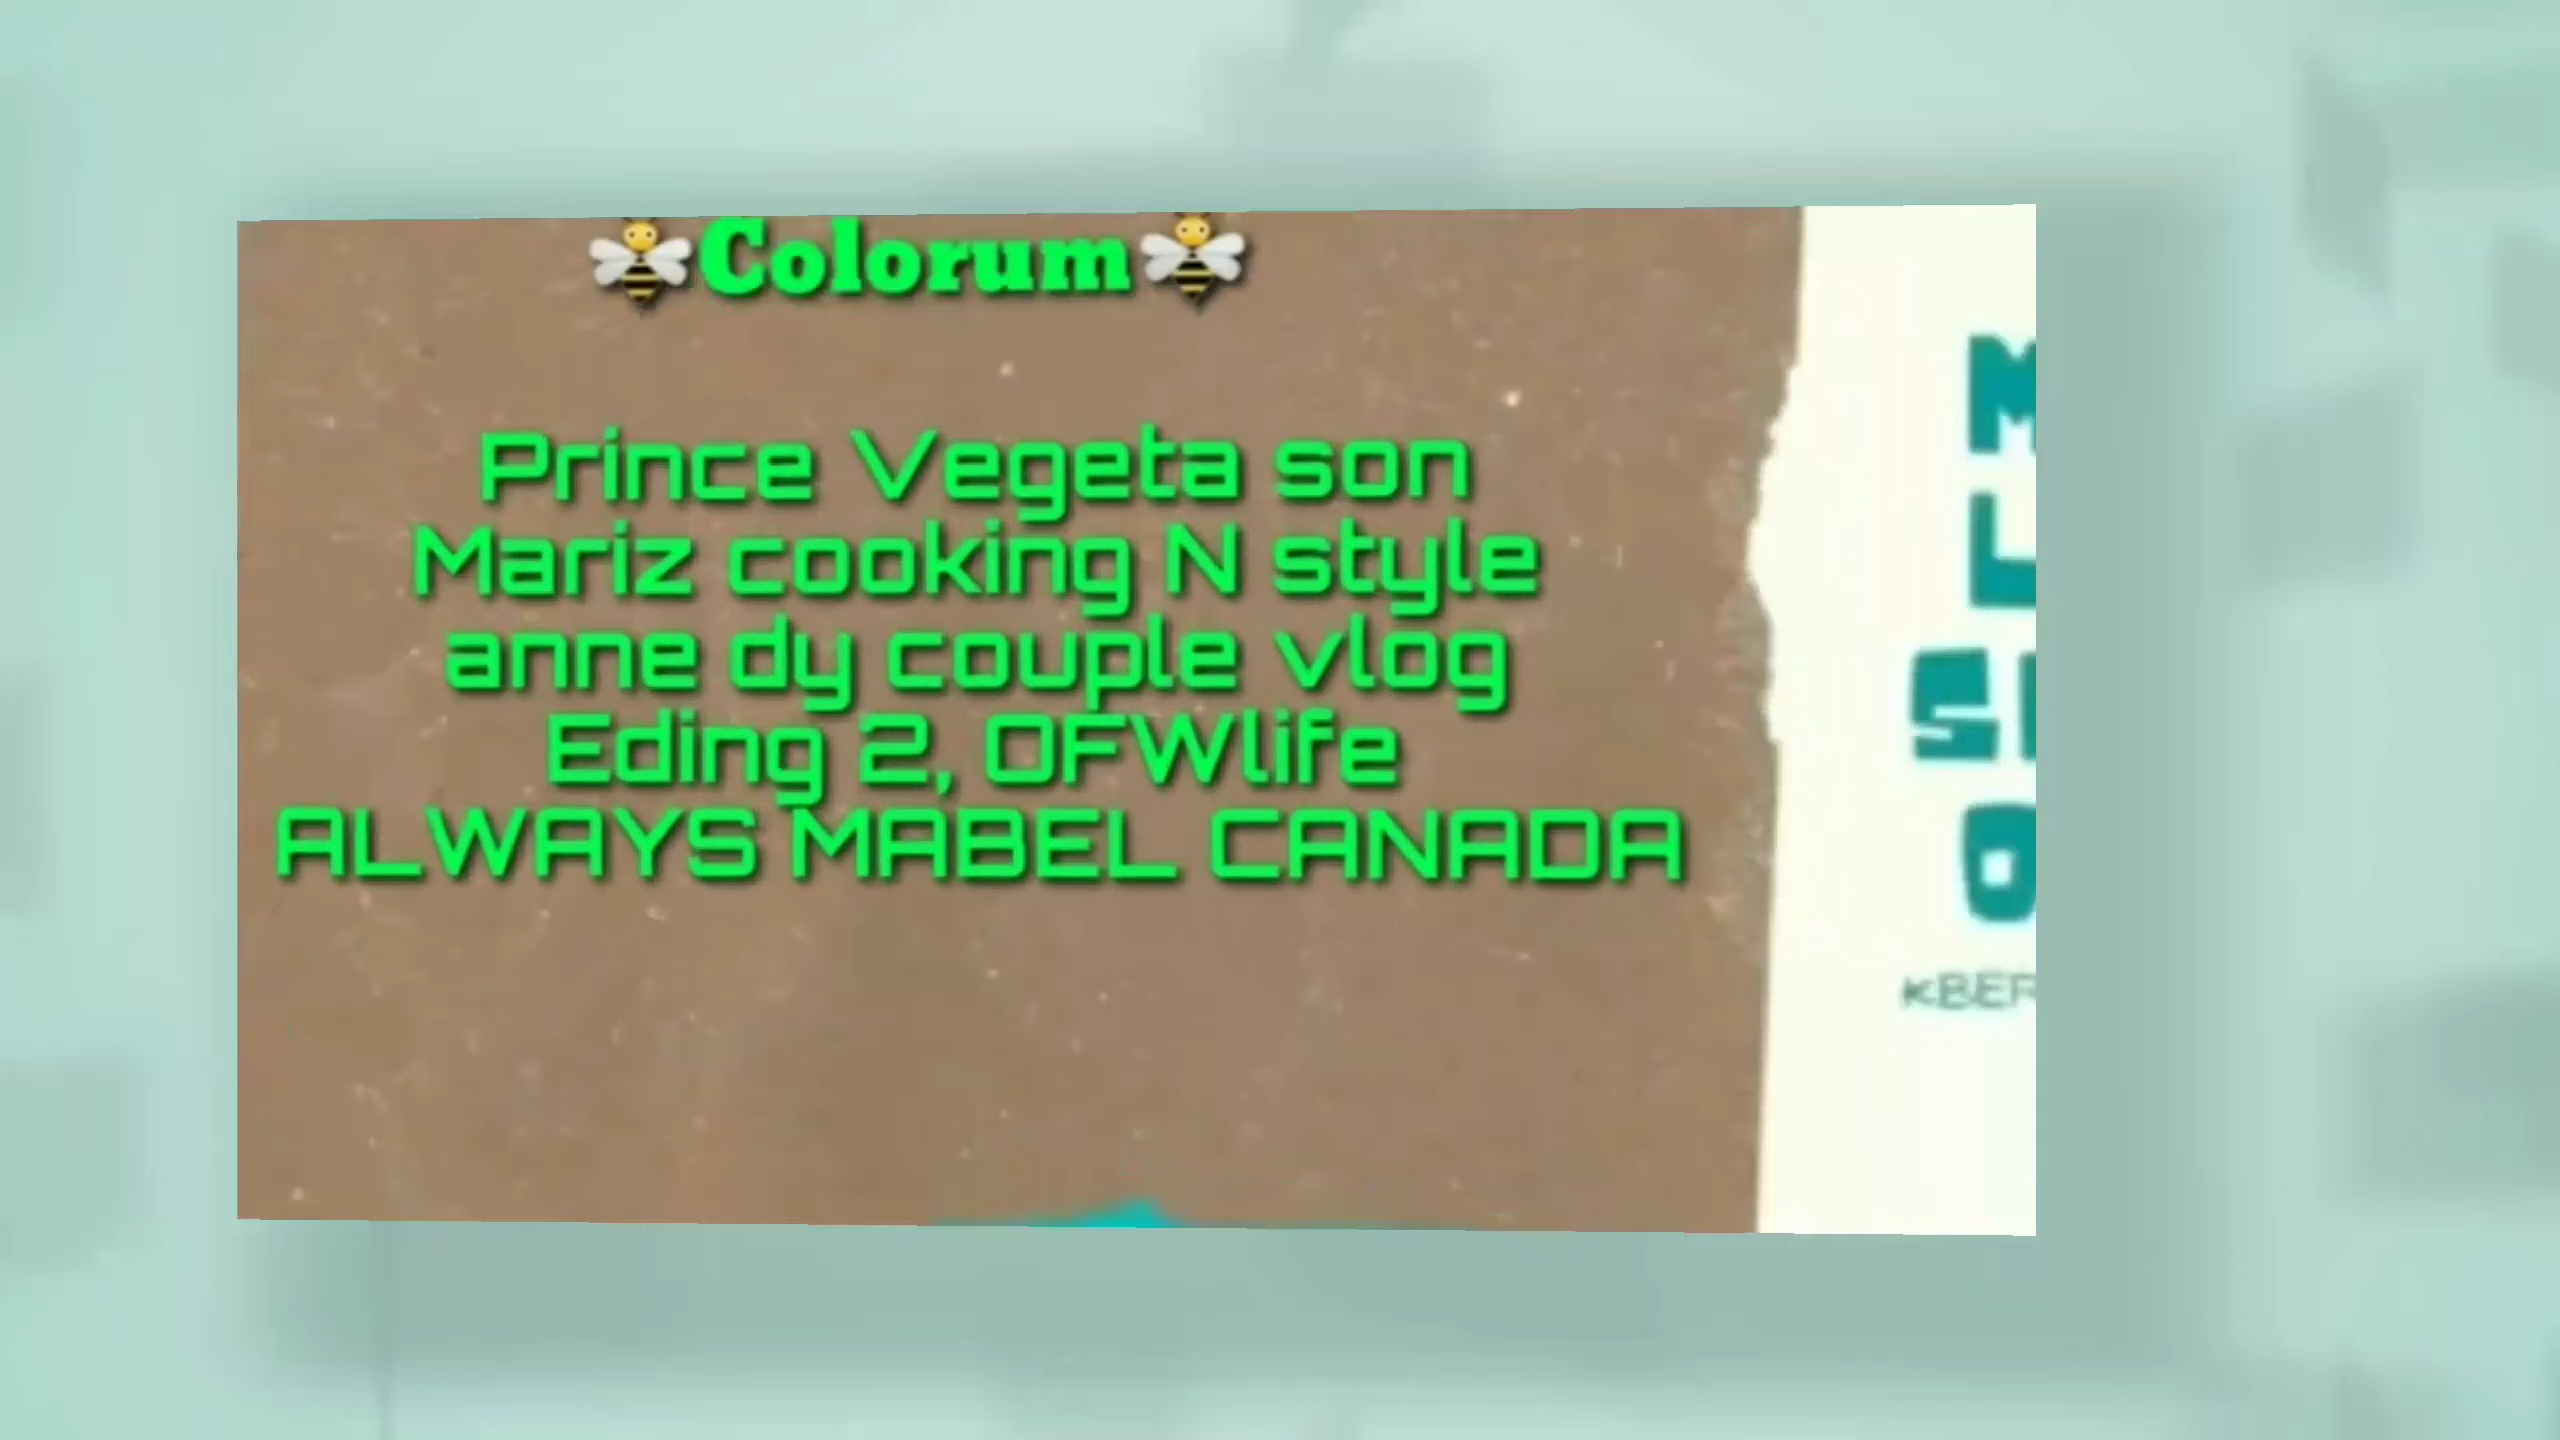 🐝Colorum🐝
Prince Vegeta son
Mariz cooking N style
anne dy couple vlog
Eding 2, OFWlife
ALWAYS MABEL CANADA